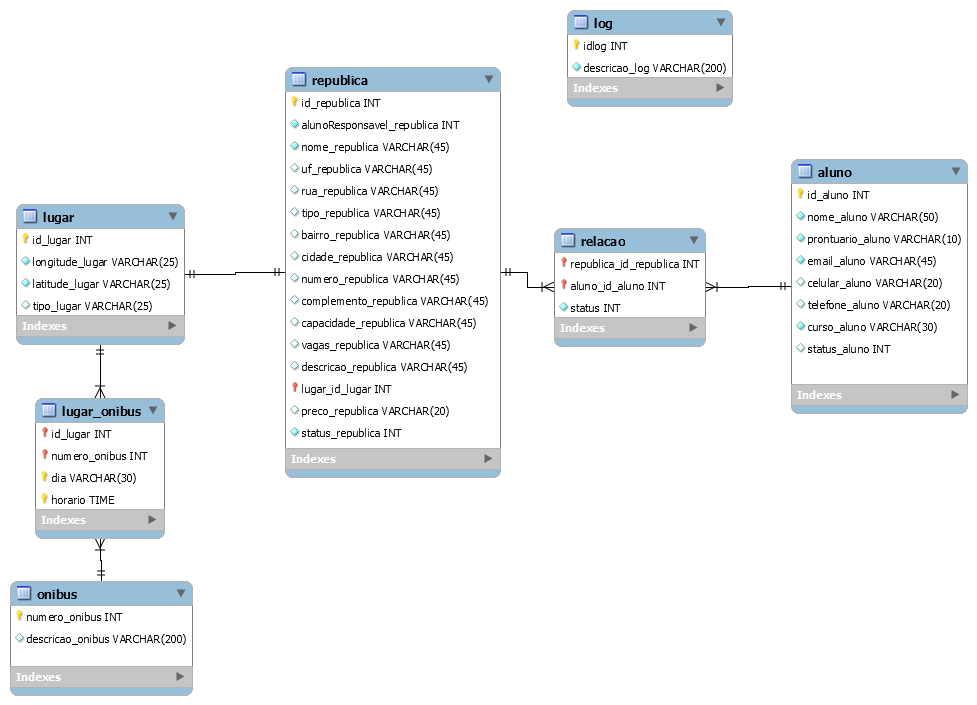 log
idlog INT
descricao_log VARCHAR(200)
Indexes
republica
id_republica INT
alunoResponsavel_republica INT
nome_republica VARCHAR(45)
uf_republica VARCHAR(45)
rua_republica VARCHAR(45)
tipo_republica VARCHAR(45)
bairro_republica VARCHAR(45)
cidade_republica VARCHAR(45)
numero_republica VARCHAR(45)
complemento_republica VARCHAR(45)
capacidade_republica VARCHAR(45)
vagas_republica VARCHAR(45)
descricao_republica VARCHAR(45)
lugar_id_lugar INT
preco_republica VARCHAR(20)
status_republica INT
Indexes
aluno
id_aluno INT
nome_aluno VARCHAR(50)
prontuario_aluno VARCHAR(10)
email_aluno VARCHAR(45)
celular_aluno VARCHAR(20)
telefone_aluno VARCHAR(20)
curso_aluno VARCHAR(30)
status_aluno INT
Indexes
lugar
id_lugar INT
longitude_lugar VARCHAR(25)
latitude_lugar VARCHAR(25)
tipo_lugar VARCHAR(25)
Indexes
relacao
republica_id_republica INT
aluno_id_aluno INT
status INT
Indexes
lugar_onibus
id_lugar INT
numero_onibus INT
dia VARCHAR(30)
horario TIME
Indexes
onibus
numero_onibus INT
descricao_onibus VARCHAR(200)
Indexes